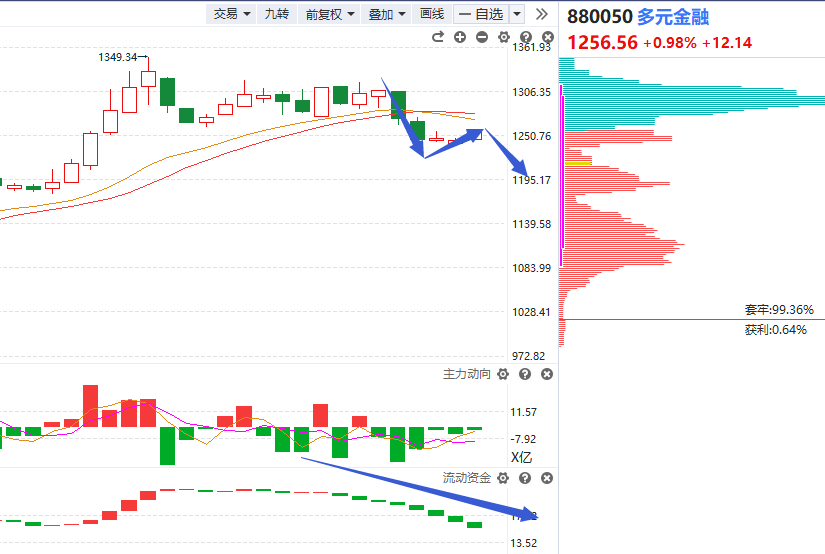 交易 九转 前复权 叠加 画线 一 自选
880050 多元金融
1256.56 +0.98% +12.14
1349.34
1361.93
1306.35
1250.76
1195.17
1139.58
1083.99
1028.41
972.82
套牢:99.36%
获利:0.64%
主力动向
11.57
-7.92
X亿
流动资金
13.52